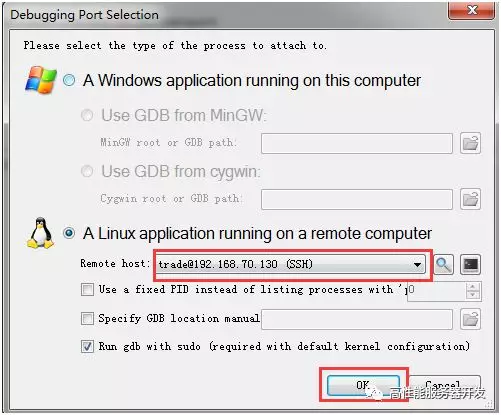 Debugging Port Selection
Please select the type of the process to attach to.
A Windows application running on this computer
Use GDB from MinGW:
MinGW root or GDB path:
Use GDB from cygwin:
Cygwin root or GDB path:
A Linux application running on a remote computer
Remote host: trade@192.168.70.130 (SSH)
Use a fixed PID instead of listing processes with 'p 0
Specify GDB location manual
Run gdb with sudo (required with default kernel configuration)
OK Cancel
高性能服务器开发